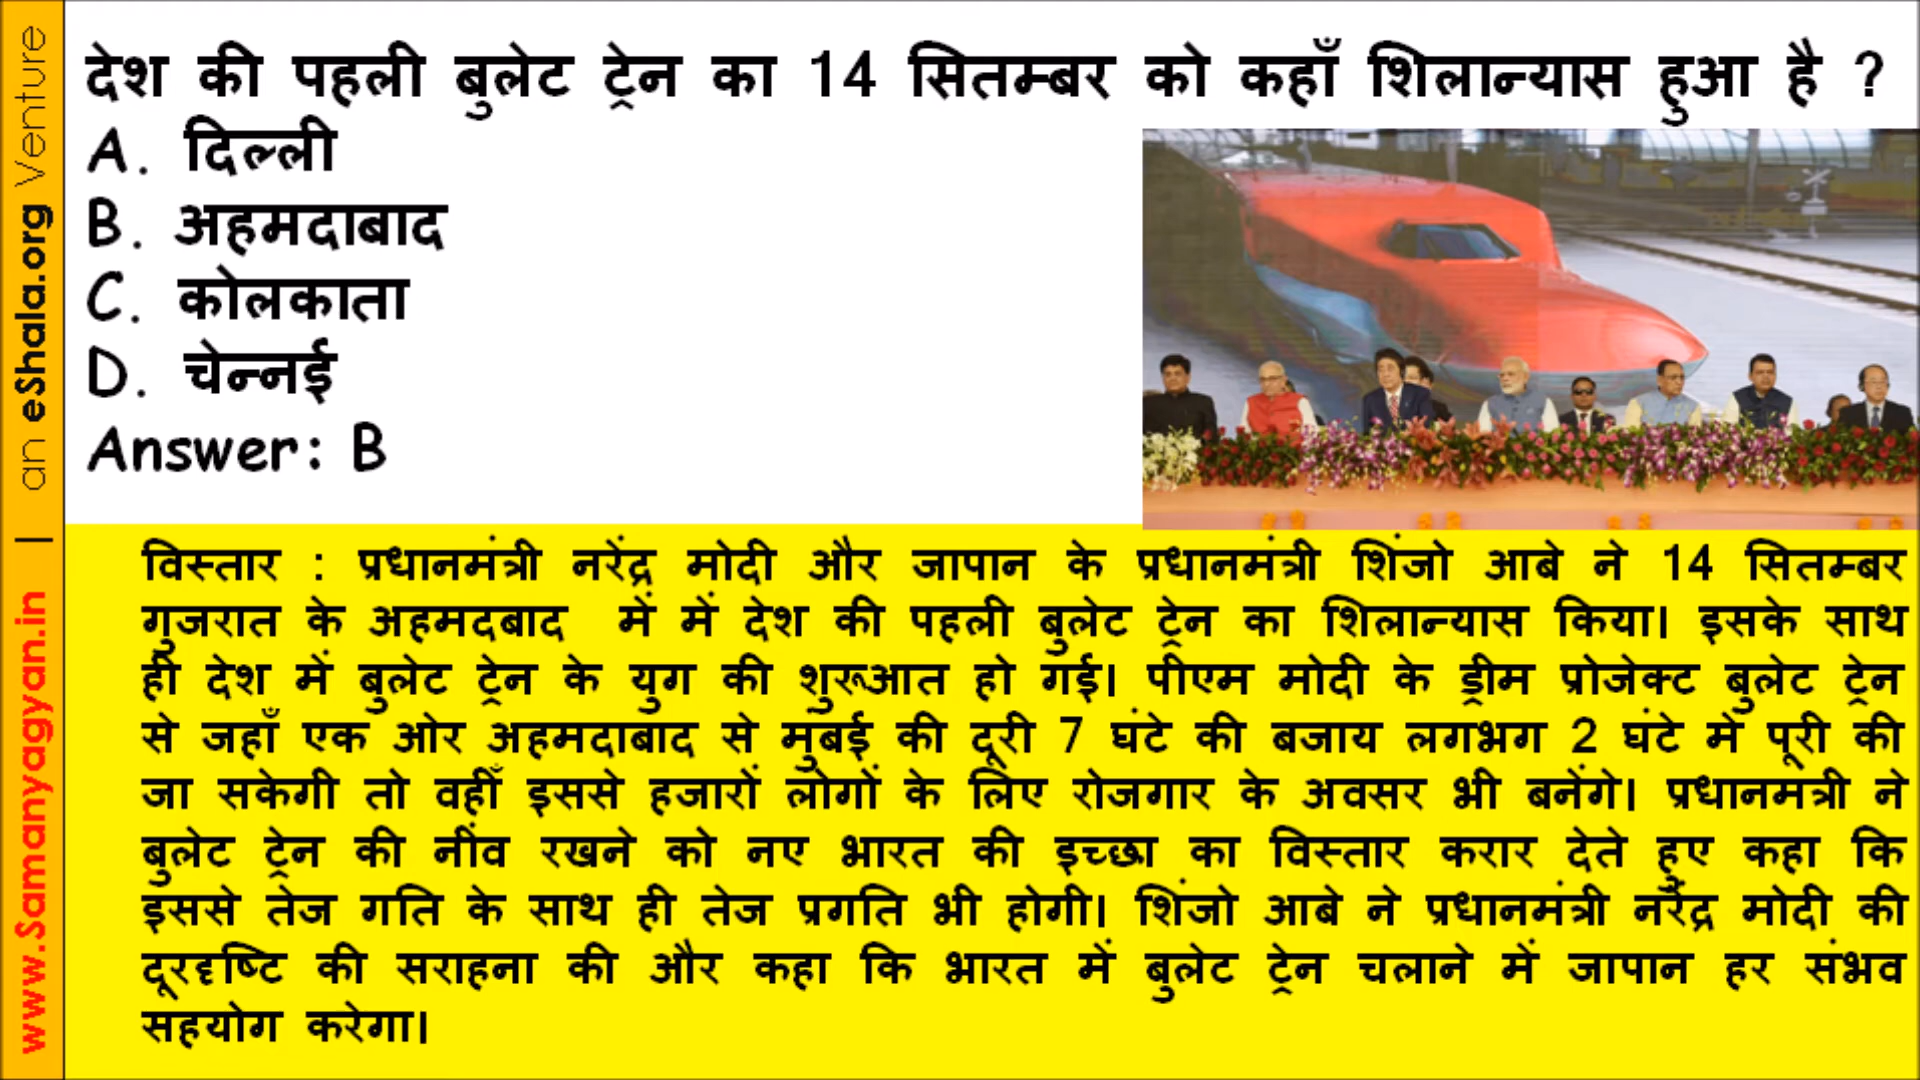 देश की पहली बुलेट ट्रेन का 14 सितम्बर को कहाँ शिलान्यास हुआ है ?
A. दिल्ली
B. अहमदाबाद
C. कोलकाता
D. चेन्नई
Answer: B
विस्तार : प्रधानमंत्री नरेंद्र मोदी और जापान के प्रधानमंत्री शिंजो आबे ने 14 सितम्बर
गुजरात के अहमदबाद में में देश की पहली बुलेट ट्रेन का शिलान्यास किया। इसके साथ
ही देश में बुलेट ट्रेन के युग की शुरूआत हो गई। पीएम मोदी के ड्रीम प्रोजेक्ट बुलेट ट्रेन
से जहाँ एक ओर अहमदाबाद से मुंबई की दूरी 7 घंटे की बजाय लगभग 2 घंटे में पूरी की
जा सकेगी तो वहीँ इससे हजारों लोगों के लिए रोजगार के अवसर भी बनेंगे। प्रधानमंत्री ने
बुलेट ट्रेन की नींव रखने को नए भारत की इच्छा का विस्तार करार देते हुए कहा कि
इससे तेज गति के साथ ही तेज प्रगति भी होगी। शिंजो आबे ने प्रधानमंत्री नरेंद्र मोदी की
दूरदृष्टि की सराहना की और कहा कि भारत में बुलेट ट्रेन चलाने में जापान हर संभव
सहयोग करेगा।
www.Samanyagyan.in | an eShala.org Venture